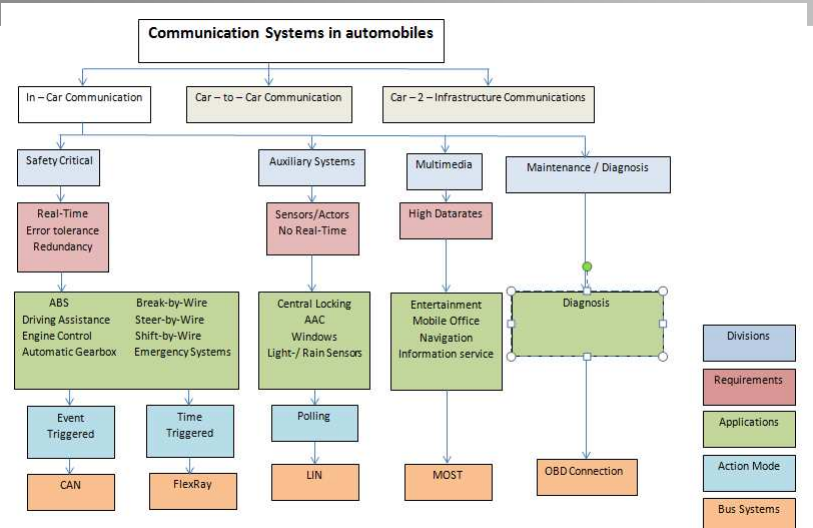 Communication Systems in automobiles
In – Car Communication
Car – to – Car Communication
Car – 2 – Infrastructure Communications
Safety Critical
Auxiliary Systems
Multimedia
Maintenance / Diagnosis
Real-Time
Error tolerance
Redundancy
Sensors/Actors
No Real-Time
High Datarates
ABS
Driving Assistance
Engine Control
Automatic Gearbox
Break-by-Wire
Steer-by-Wire
Shift-by-Wire
Emergency Systems
Central Locking
AAC
Windows
Light-/ Rain Sensors
Entertainment
Mobile Office
Navigation
Information service
Diagnosis
Event
Triggered
Time
Triggered
Polling
CAN
FlexRay
LIN
MOST
OBD Connection
Divisions
Requirements
Applications
Action Mode
Bus Systems